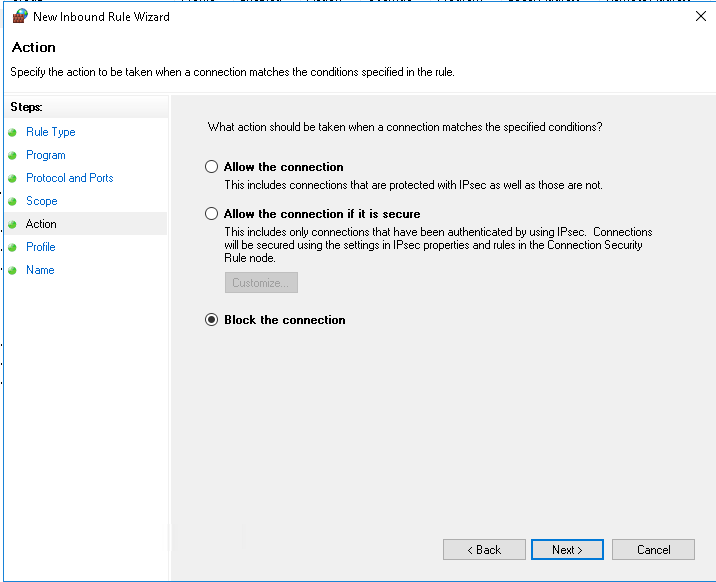 New Inbound Rule Wizard
Action
Specify the action to be taken when a connection matches the conditions specified in the rule.
Steps:
Rule Type
Program
Protocol and Ports
Scope
Action
Profile
Name
What action should be taken when a connection matches the specified conditions?
Allow the connection
This includes connections that are protected with IPsec as well as those are not.
Allow the connection if it is secure
This includes only connections that have been authenticated by using IPsec. Connections
will be secured using the settings in IPsec properties and rules in the Connection Security
Rule node.
Customize...
Block the connection
< Back
Next >
Cancel